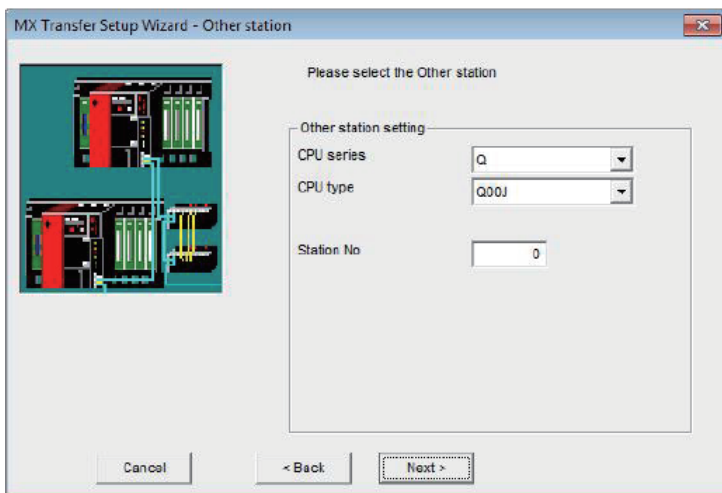 MX Transfer Setup Wizard - Other station
Please select the Other station
Other station setting
CPU series Q
CPU type Q00J
Station No 0
Cancel < Back Next >